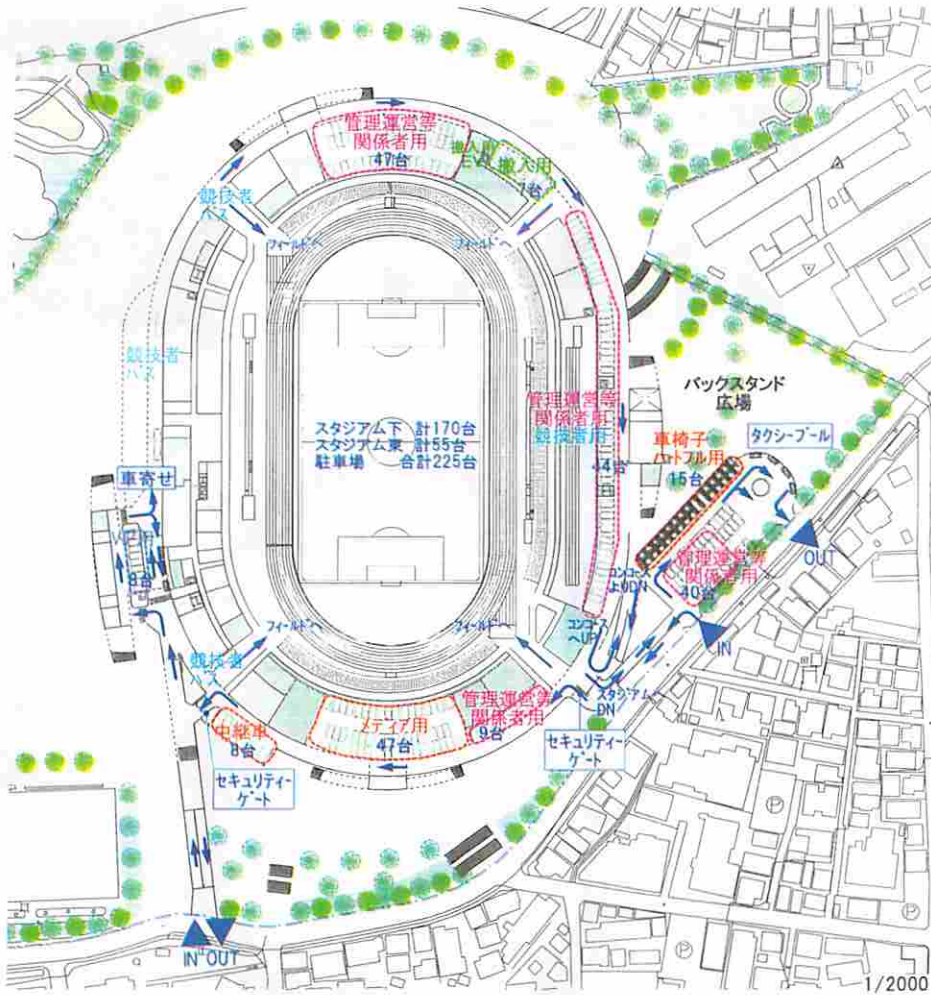 管理運営等
関係者用
47台
搬入用
EV
搬入用
7台
競技者
バス
フィールドへ
フィールドへ
競技者
バス
管理運営等
関係者用
競技者用
44台
バックスタンド
広場
スタジアム下 計170台
スタジアム東 計55台
駐車場 合計225台
車椅子
ハートフル用
15台
タクシープール
車寄せ
8台
管理運営等
関係者用
40台
OUT
コンコース
よりDN
コンコース
へUP
IN
フィールドへ
フィールドへ
競技者
バス
スタジアムへ
DN
管理運営等
関係者用
9台
メディア用
47台
中継車
8台
セキュリティー
ゲート
セキュリティー
ゲート
P
P
IN
OUT
1/2000